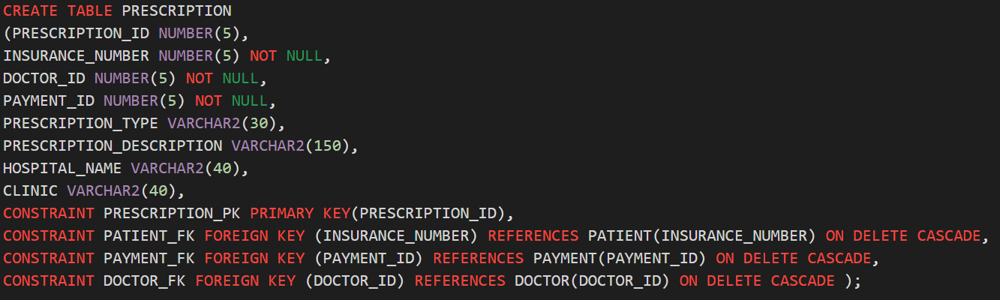 CREATE TABLE PRESCRIPTION
(PRESCRIPTION_ID NUMBER(5),
INSURANCE_NUMBER NUMBER(5) NOT NULL,
DOCTOR_ID NUMBER(5) NOT NULL,
PAYMENT_ID NUMBER(5) NOT NULL,
PRESCRIPTION_TYPE VARCHAR2(30),
PRESCRIPTION_DESCRIPTION VARCHAR2(150),
HOSPITAL_NAME VARCHAR2(40),
CLINIC VARCHAR2(40),
CONSTRAINT PRESCRIPTION_PK PRIMARY KEY(PRESCRIPTION_ID),
CONSTRAINT PATIENT_FK FOREIGN KEY (INSURANCE_NUMBER) REFERENCES PATIENT(INSURANCE_NUMBER) ON DELETE CASCADE,
CONSTRAINT PAYMENT_FK FOREIGN KEY (PAYMENT_ID) REFERENCES PAYMENT(PAYMENT_ID) ON DELETE CASCADE,
CONSTRAINT DOCTOR_FK FOREIGN KEY (DOCTOR_ID) REFERENCES DOCTOR(DOCTOR_ID) ON DELETE CASCADE );